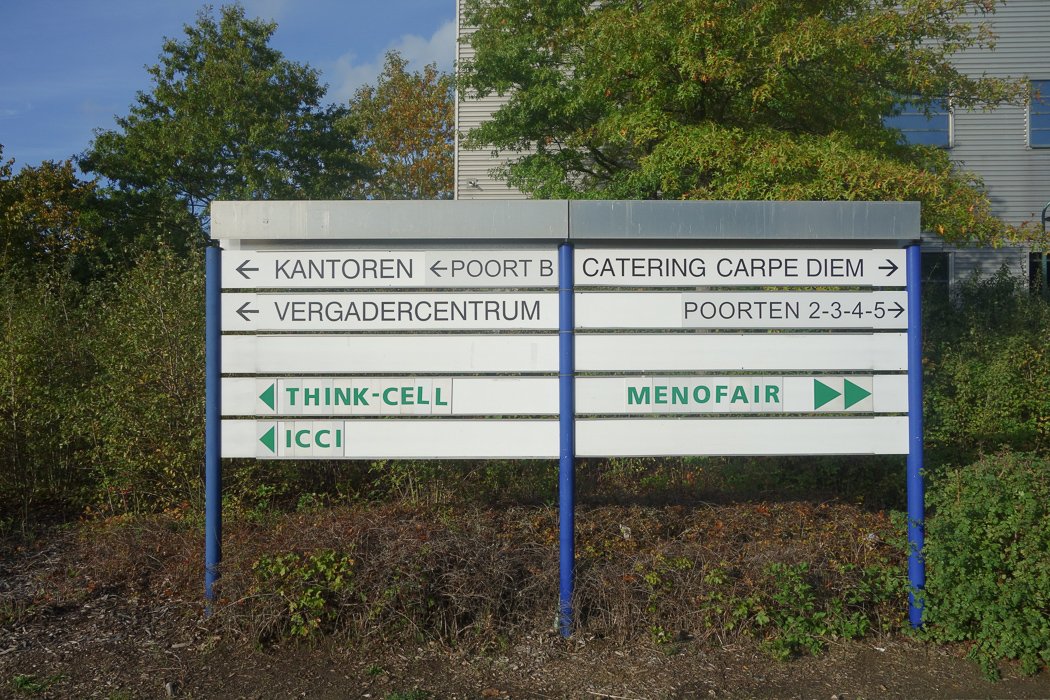 ← KANTOREN ←POORT B
← VERGADERCENTRUM
◀ THINK-CELL
◀ ICCI
CATERING CARPE DIEM →
POORTEN 2-3-4-5→
MENOFAIR ▶▶